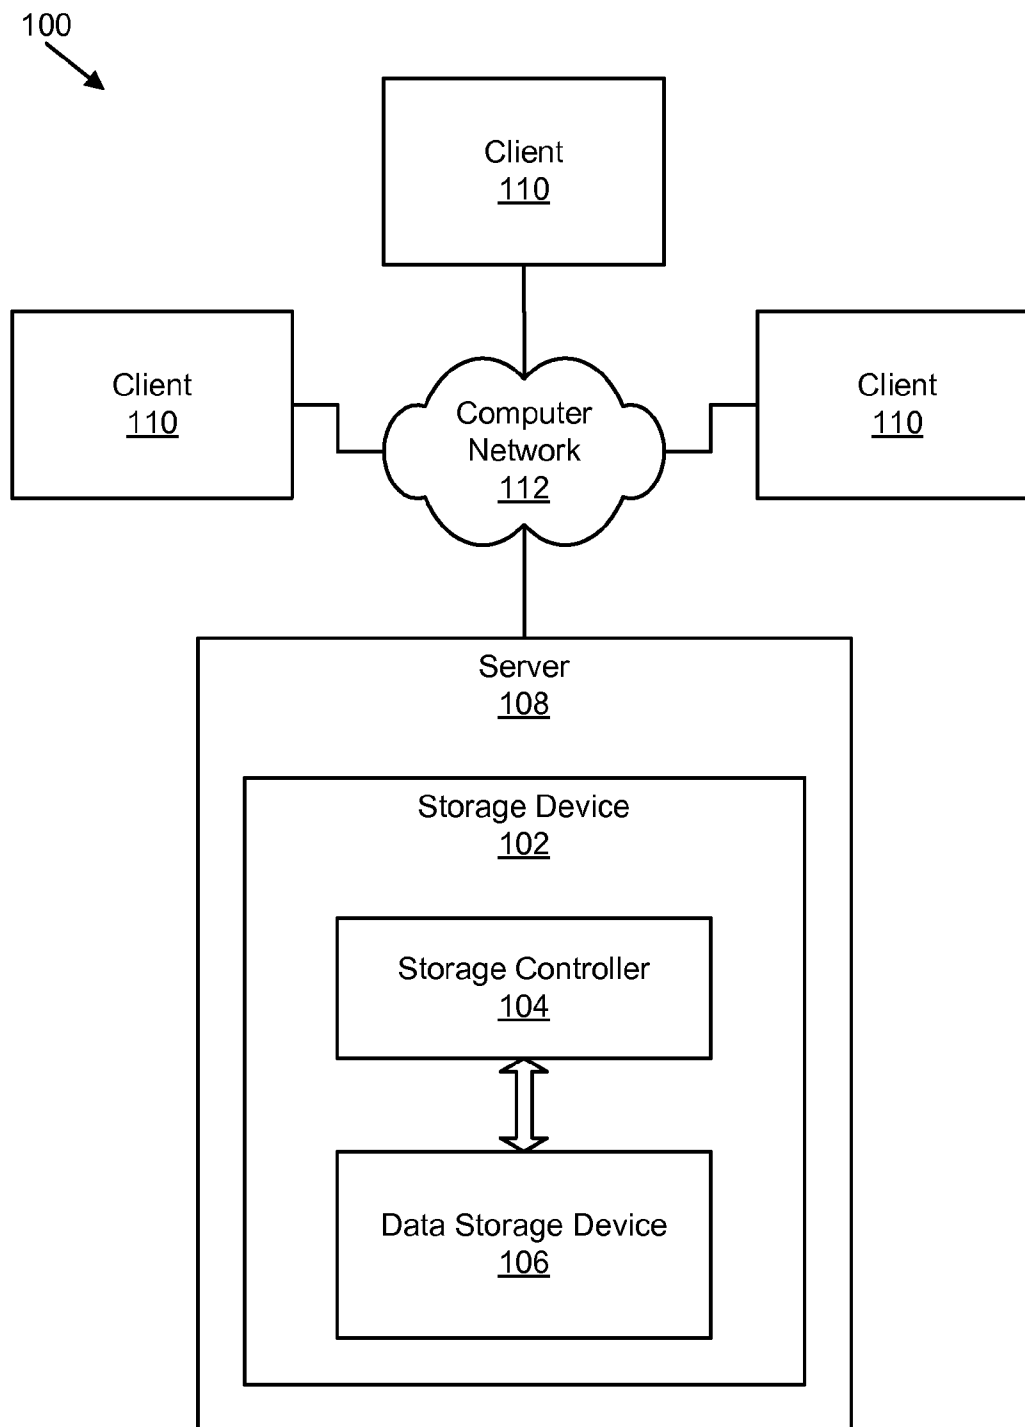 100
Client
110
Client
110
Client
110
Computer
Network
112
Server
108
Storage Device
102
Storage Controller
104
Data Storage Device
106